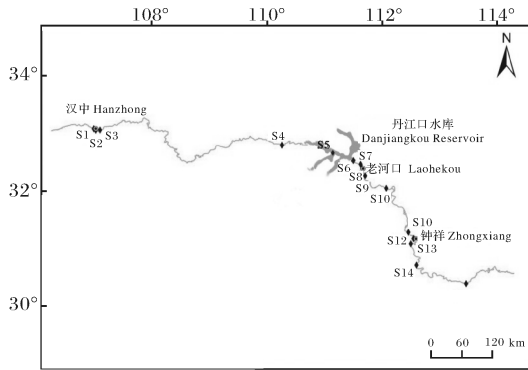 108° 110° 112° 114°
N
34°
汉中 Hanzhong
S1 S3
S2
丹江口水库
Danjiangkou Reservoir
S4 S5
S7
S6
老河口 Laohekou
S8
S9
32°
S10
S10
钟祥 Zhongxiang
S12
S13
S14
30°
0 60 120 km